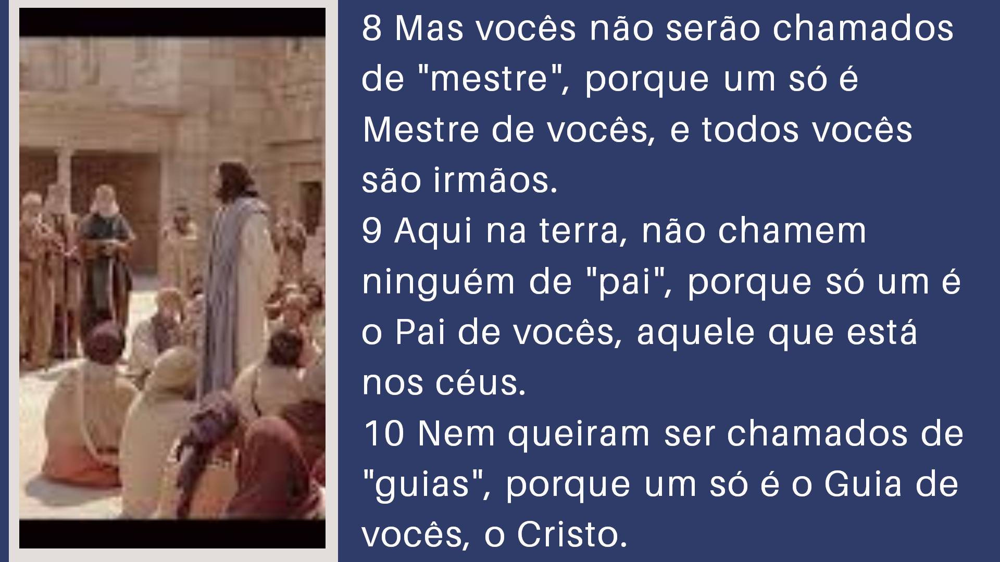 8 Mas vocês não serão chamados
de "mestre", porque um só é
Mestre de vocês, e todos vocês
são irmãos.
9 Aqui na terra, não chamem
ninguém de "pai", porque só um é
o Pai de vocês, aquele que está
nos céus.
10 Nem queiram ser chamados de
"guias", porque um só é o Guia de
vocês, o Cristo.